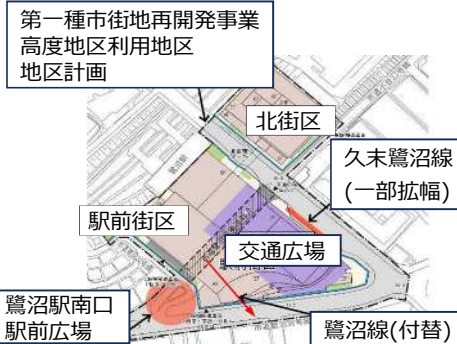 第一種市街地再開発事業
高度地区利用地区
地区計画
北街区
久末鷺沼線
(一部拡幅)
鷺沼駅
駅前街区
交通広場
鷺沼駅南口
駅前広場
鷺沼線(付替)